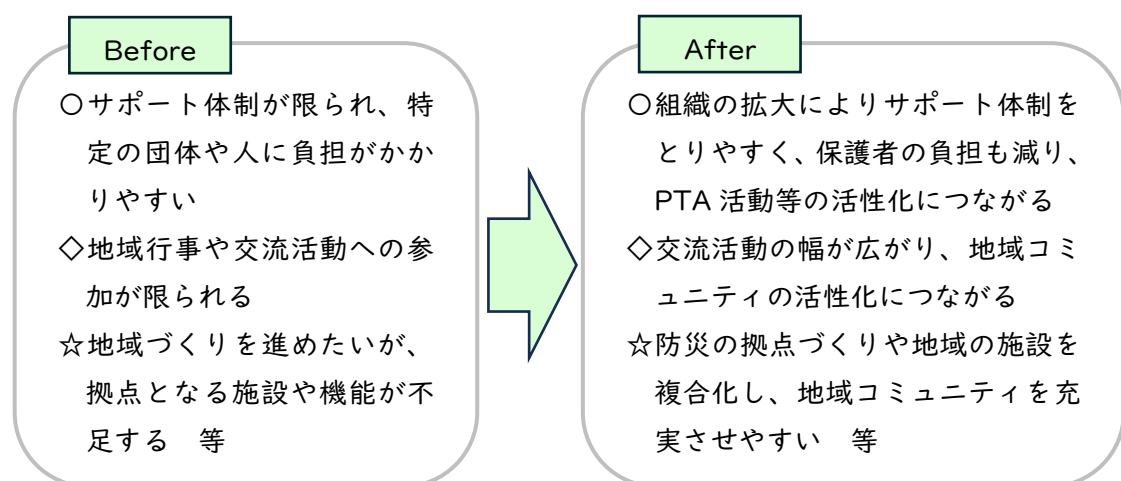 Before
○サポート体制が限られ、特
定の団体や人に負担がかか
りやすい
◇地域行事や交流活動への参
加が限られる
☆地域づくりを進めたいが、
拠点となる施設や機能が不
足する　等
After
○組織の拡大によりサポート体制を
とりやすく、保護者の負担も減り、
PTA 活動等の活性化につながる
◇交流活動の幅が広がり、地域コミ
ュニティの活性化につながる
☆防災の拠点づくりや地域の施設を
複合化し、地域コミュニティを充
実させやすい　等